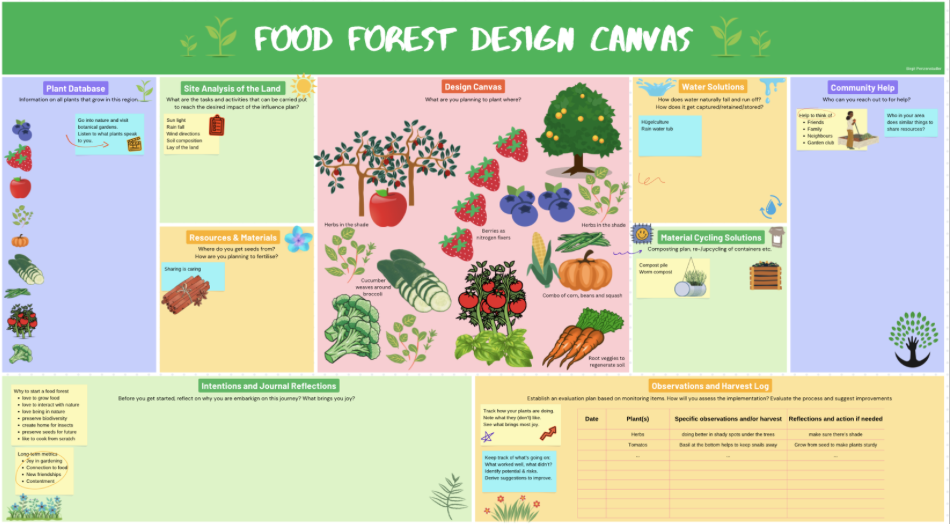 FOOD FOREST DESIGN CANVAS
Plant Database
Information on all plants that grow in this region.
Go into nature and visit
botanical gardens.
Listen to what plants speak
to you.
Site Analysis of the Land
What are the tasks and activities that can be carried out
to reach the desired impact of the influence plan?
Sun light
Rain fall
Wind directions
Soil composition
Lay of the land
Resources & Materials
Where do you get seeds from?
How are you planning to fertilise?
Sharing is caring
Design Canvas
What are you planning to plant where?
Herbs in the shade
Berries as
nitrogen fixers
Herbs in the shade
Cucumber
weaves around
broccoli
Combo of corn, beans and squash
Root veggies to
regenerate soil
Water Solutions
How does water naturally fall and run off?
How does it get captured/retained/stored?
Hügelculture
Rain water tub
Material Cycling Solutions
Composting plan, re-/upcycling of containers etc.
Compost pile
Worm compost
Community Help
Who can you reach out to for help?
Help to think of
• Friends
• Family
• Neighbours
• Garden club
Who in your area
does similar things to
share resources?
Intentions and Journal Reflections
Before you get started, reflect on why you are embarkign on this journey? What brings you joy?
Why to start a food forest
• love to grow food
• love to interact with nature
• love being in nature
• preserve biodiversity
• create home for insects
• preserve seeds for future
• like to cook from scratch
Long-with metrics
• Joy in gardening
• Connection to food
• New friendships
• Contentment
Observations and Harvest Log
Establish an evaluation plan based on monitoring items. How will you assess the implementation? Evaluate the process and suggest improvements
Track how your plants are doing.
Note what they (don't) like.
See what brings most joy.
Keep track of what's going on:
What worked well, what didn't?
Identify potential & risks.
Derive suggestions to improve.
Date Plant(s) Specific observations and/or harvest Reflections and action if needed
Herbs doing better in shady spots under the trees make sure there's shade
Tomatos Basil at the bottom helps to keep snails away Grow from seed to make plants sturdy
... ... ...